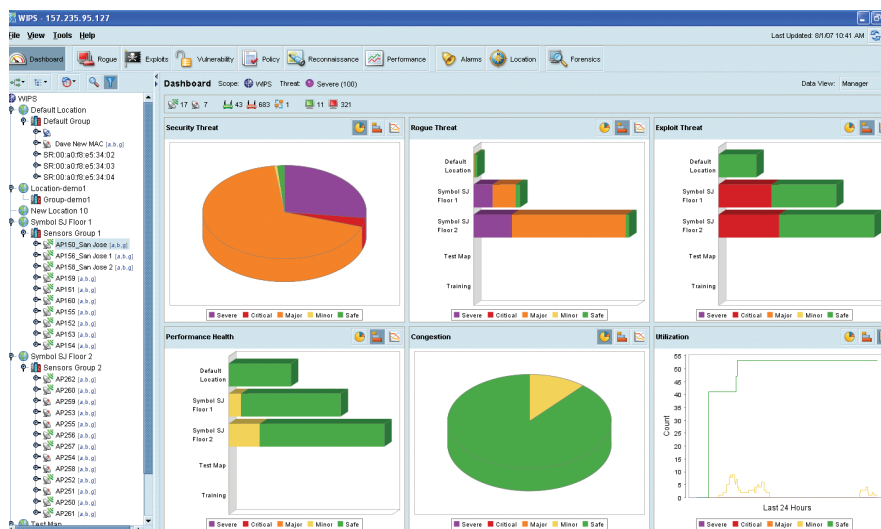 WIPS - 157.235.95.127
File View Tools Help
Last Updated: 8/1/07 10:41 AM
Dashboard Rogue Exploits Vulnerability Policy Reconnaissance Performance Alarms Location Forensics
Dashboard Scope: WIPS Threat: Severe (100)
Data View: Manager
17 7 43 683 1 11 321
WIPS
Default Location
Default Group
Dave New MAC [a,b,g]
SR:00:a0:f8:e5:34:02
SR:00:a0:f8:e5:34:03
SR:00:a0:f8:e5:34:04
Location-demo1
Group-demo1
New Location 10
Symbol SJ Floor 1
Sensors Group 1
AP150_San Jose [a,b,g]
AP156_San Jose 1 [a,b,g]
AP158_San Jose 2 [a,b,g]
AP159 [a,b,g]
AP151 [a,b,g]
AP160 [a,b,g]
AP155 [a,b,g]
AP152 [a,b,g]
AP153 [a,b,g]
AP154 [a,b,g]
Symbol SJ Floor 2
Sensors Group 2
AP262 [a,b,g]
AP260 [a,b,g]
AP259 [a,b,g]
AP253 [a,b,g]
AP255 [a,b,g]
AP256 [a,b,g]
AP257 [a,b,g]
AP254 [a,b,g]
AP258 [a,b,g]
AP252 [a,b,g]
AP251 [a,b,g]
AP250 [a,b,g]
AP261 [a,b,g]
Test Map
Security Threat
Severe Critical Major Minor Safe
Rogue Threat
Default Location
Symbol SJ Floor 1
Symbol SJ Floor 2
Test Map
Training
Severe Critical Major Minor Safe
Exploit Threat
Default Location
Symbol SJ Floor 1
Symbol SJ Floor 2
Test Map
Training
Severe Critical Major Minor Safe
Performance Health
Default Location
Symbol SJ Floor 1
Symbol SJ Floor 2
Test Map
Training
Severe Critical Major Minor Safe
Congestion
Severe Critical Major Minor Safe
Utilization
55
50
45
40
35
30
25
20
15
10
5
0
Count
Last 24 Hours
Severe Critical Major Minor Safe